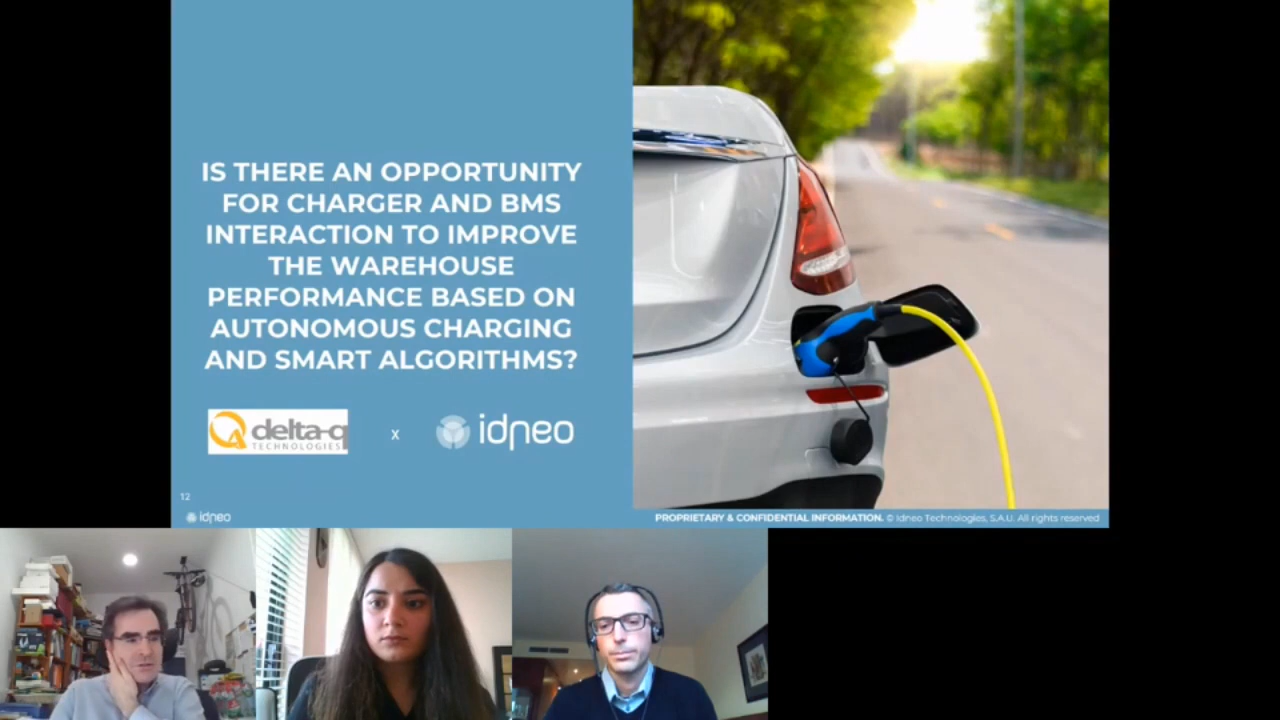 IS THERE AN OPPORTUNITY
FOR CHARGER AND BMS
INTERACTION TO IMPROVE
THE WAREHOUSE
PERFORMANCE BASED ON
AUTONOMOUS CHARGING
AND SMART ALGORITHMS?
delta-q
TECHNOLOGIES
x
idneo
12
idneo
PROPRIETARY & CONFIDENTIAL INFORMATION. © Idneo Technologies, S.A.U. All rights reserved